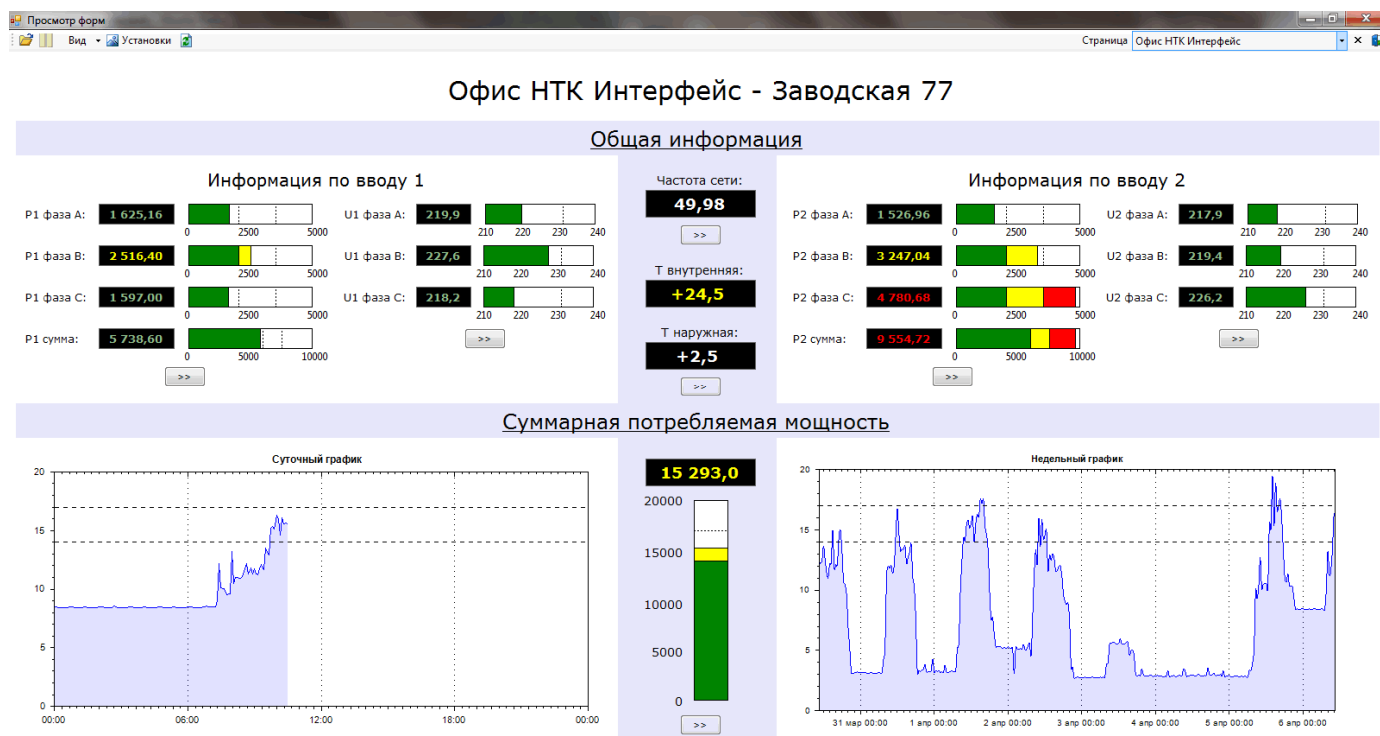 Просмотр форм
Вид Установки Страница Офис НТК Интерфейс
Офис НТК Интерфейс - Заводская 77
Общая информация
Информация по вводу 1
P1 фаза A: 1 625,16 0 2500 5000 U1 фаза A: 219,9 210 220 230 240
P1 фаза B: 2 516,40 0 2500 5000 U1 фаза B: 227,6 210 220 230 240
P1 фаза C: 1 597,00 0 2500 5000 U1 фаза C: 218,2 210 220 230 240
P1 сумма: 5 738,60 0 5000 10000 >>
>>
Частота сети:
49,98
>>
T внутренняя:
+24,5
T наружная:
+2,5
>>
Информация по вводу 2
P2 фаза A: 1 526,96 0 2500 5000 U2 фаза A: 217,9 210 220 230 240
P2 фаза B: 3 247,04 0 2500 5000 U2 фаза B: 219,4 210 220 230 240
P2 фаза C: 4 780,68 0 2500 5000 U2 фаза C: 226,2 210 220 230 240
P2 сумма: 9 554,72 0 5000 10000 >>
>>
Суммарная потребляемая мощность
Суточный график
20
15
10
5
0
00:00 06:00 12:00 18:00 00:00
15 293,0
20000
15000
10000
5000
0
>>
Недельный график
20
15
10
5
0
31 мар 00:00 1 апр 00:00 2 апр 00:00 3 апр 00:00 4 апр 00:00 5 апр 00:00 6 апр 00:00